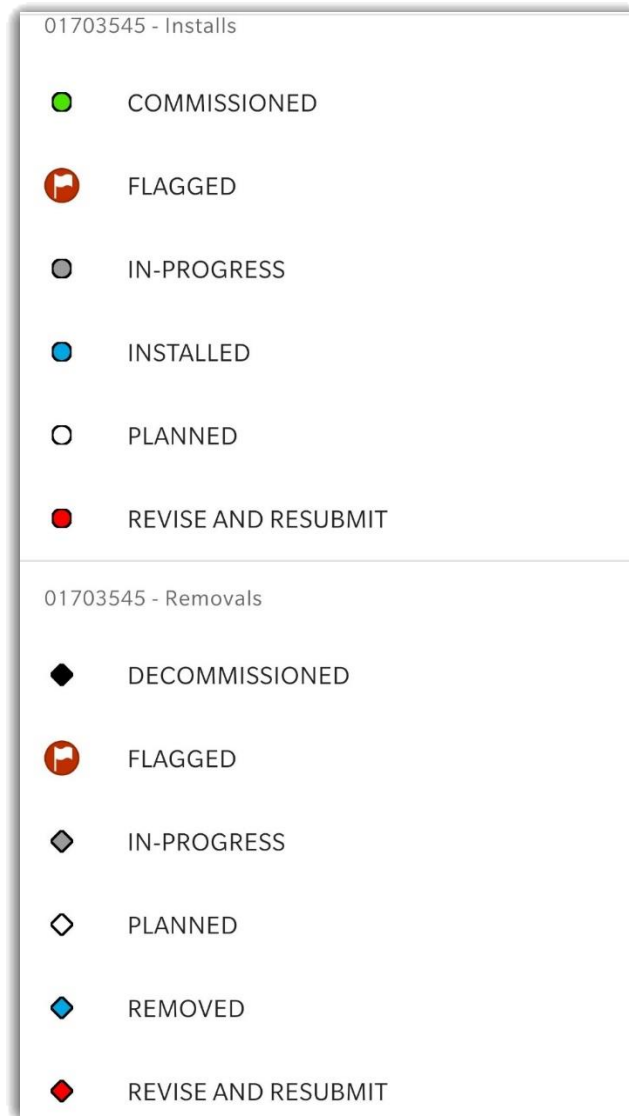 01703545 - Installs
COMMISSIONED
FLAGGED
IN-PROGRESS
INSTALLED
PLANNED
REVISE AND RESUBMIT
01703545 - Removals
DECOMMISSIONED
FLAGGED
IN-PROGRESS
PLANNED
REMOVED
REVISE AND RESUBMIT